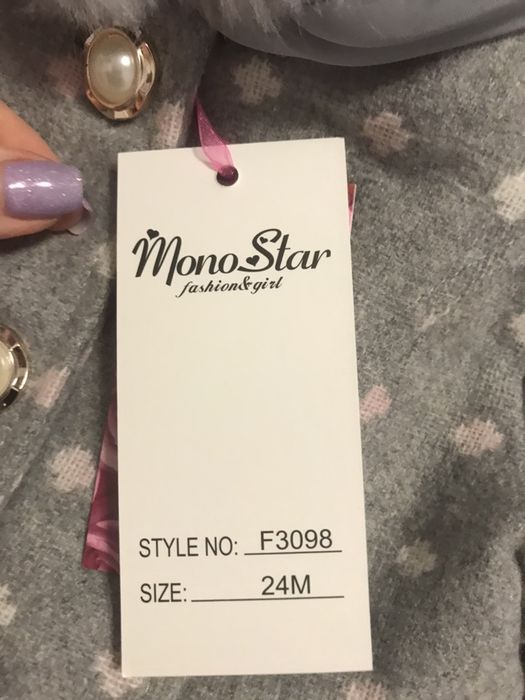 Mono Star
fashion&girl
STYLE NO: F3098
SIZE: 24M